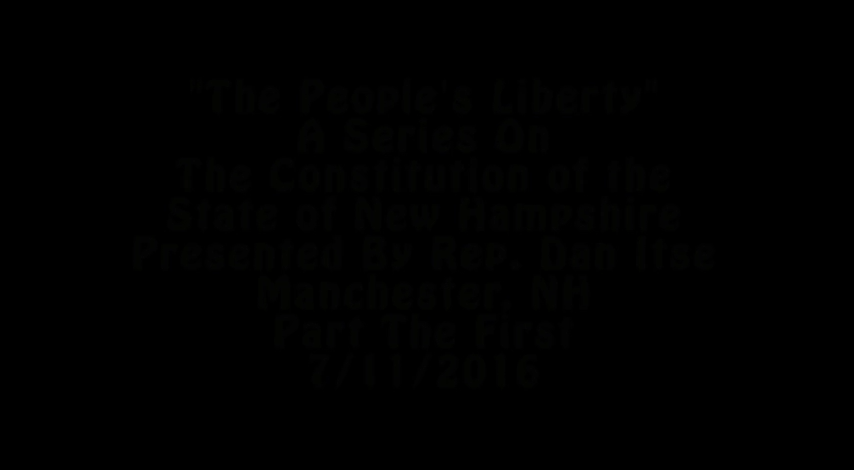 "The People's Liberty"
A Series On
The Constitution of the
State of New Hampshire
Presented By Rep. Dan Itse
Manchester, NH
Part The First
7/11/2016